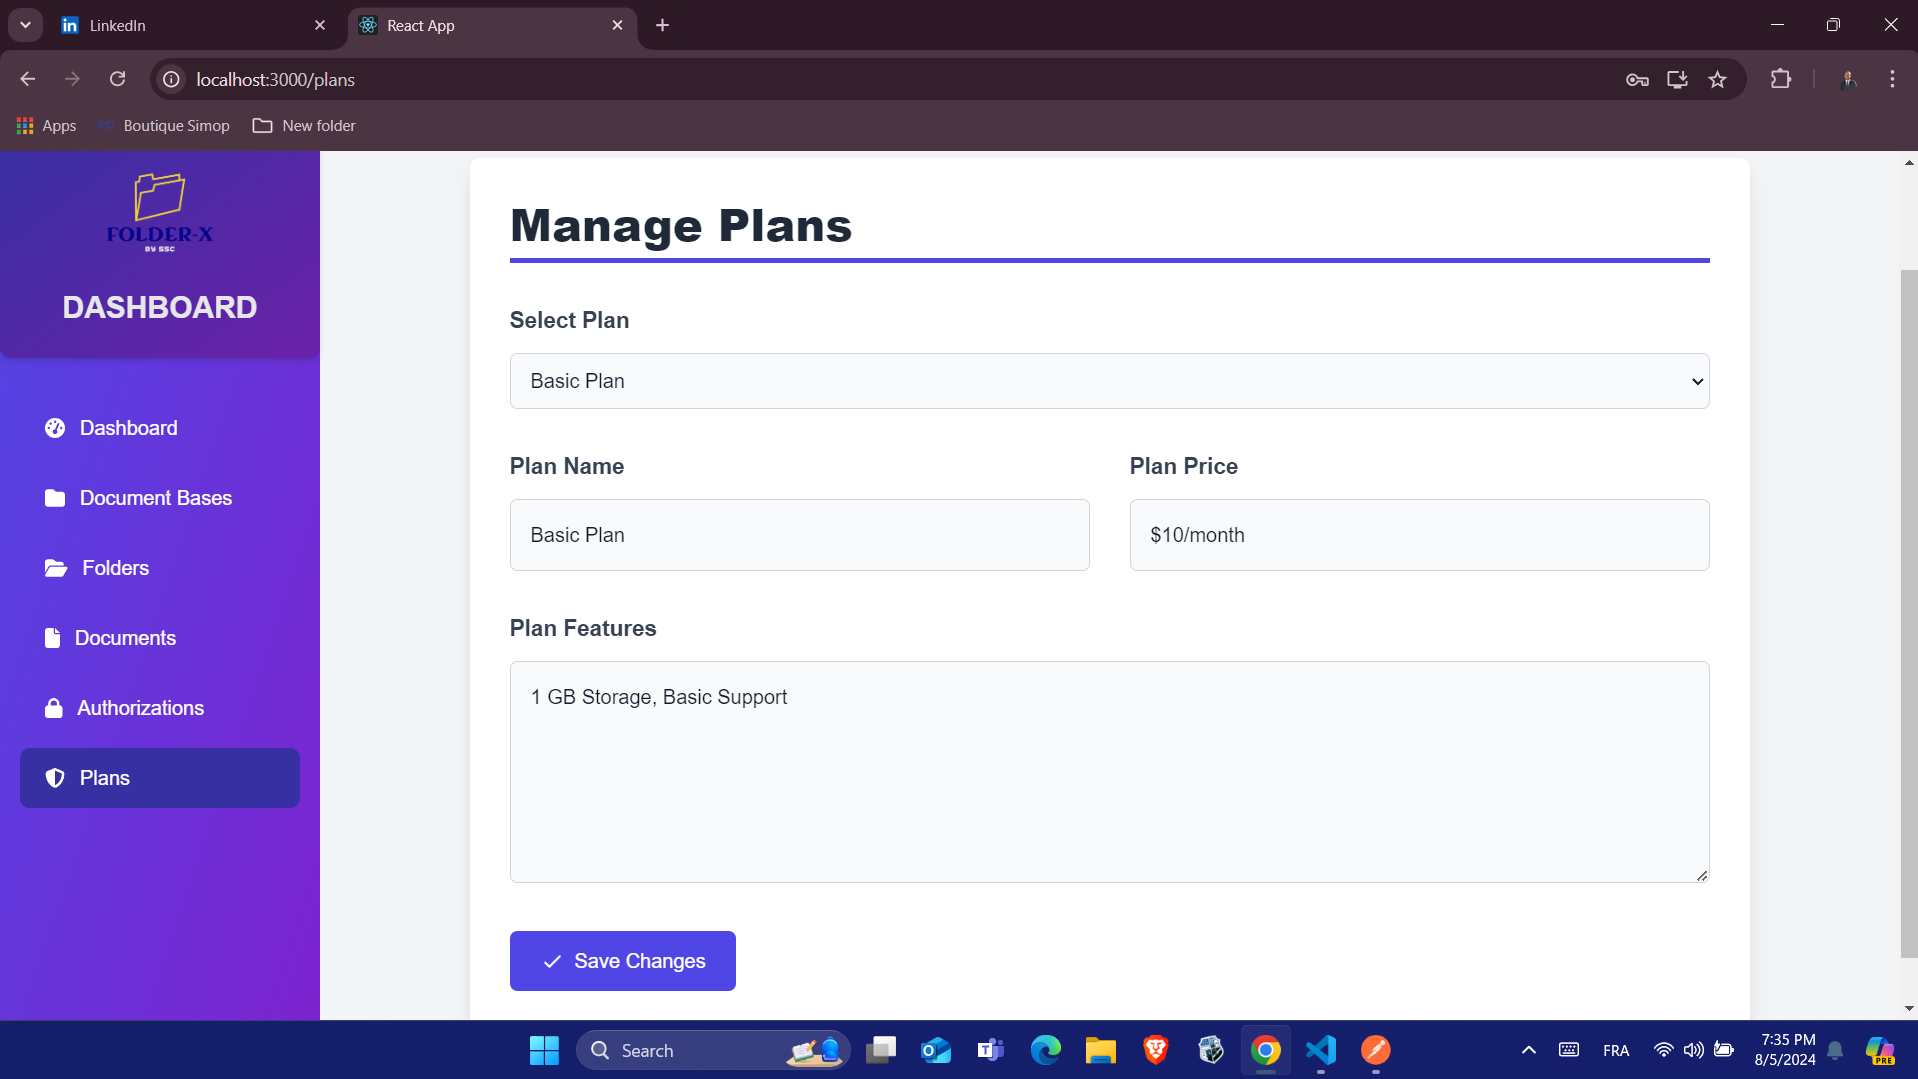 LinkedIn
React App
localhost:3000/plans
Apps
Boutique Simop
New folder
FOLDER-X
BY SSC
DASHBOARD
Dashboard
Document Bases
Folders
Documents
Authorizations
Plans
Manage Plans
Select Plan
Basic Plan
Plan Name
Plan Price
Basic Plan
$10/month
Plan Features
1 GB Storage, Basic Support
Save Changes
Search
FRA
7:35 PM
8/5/2024
PRE